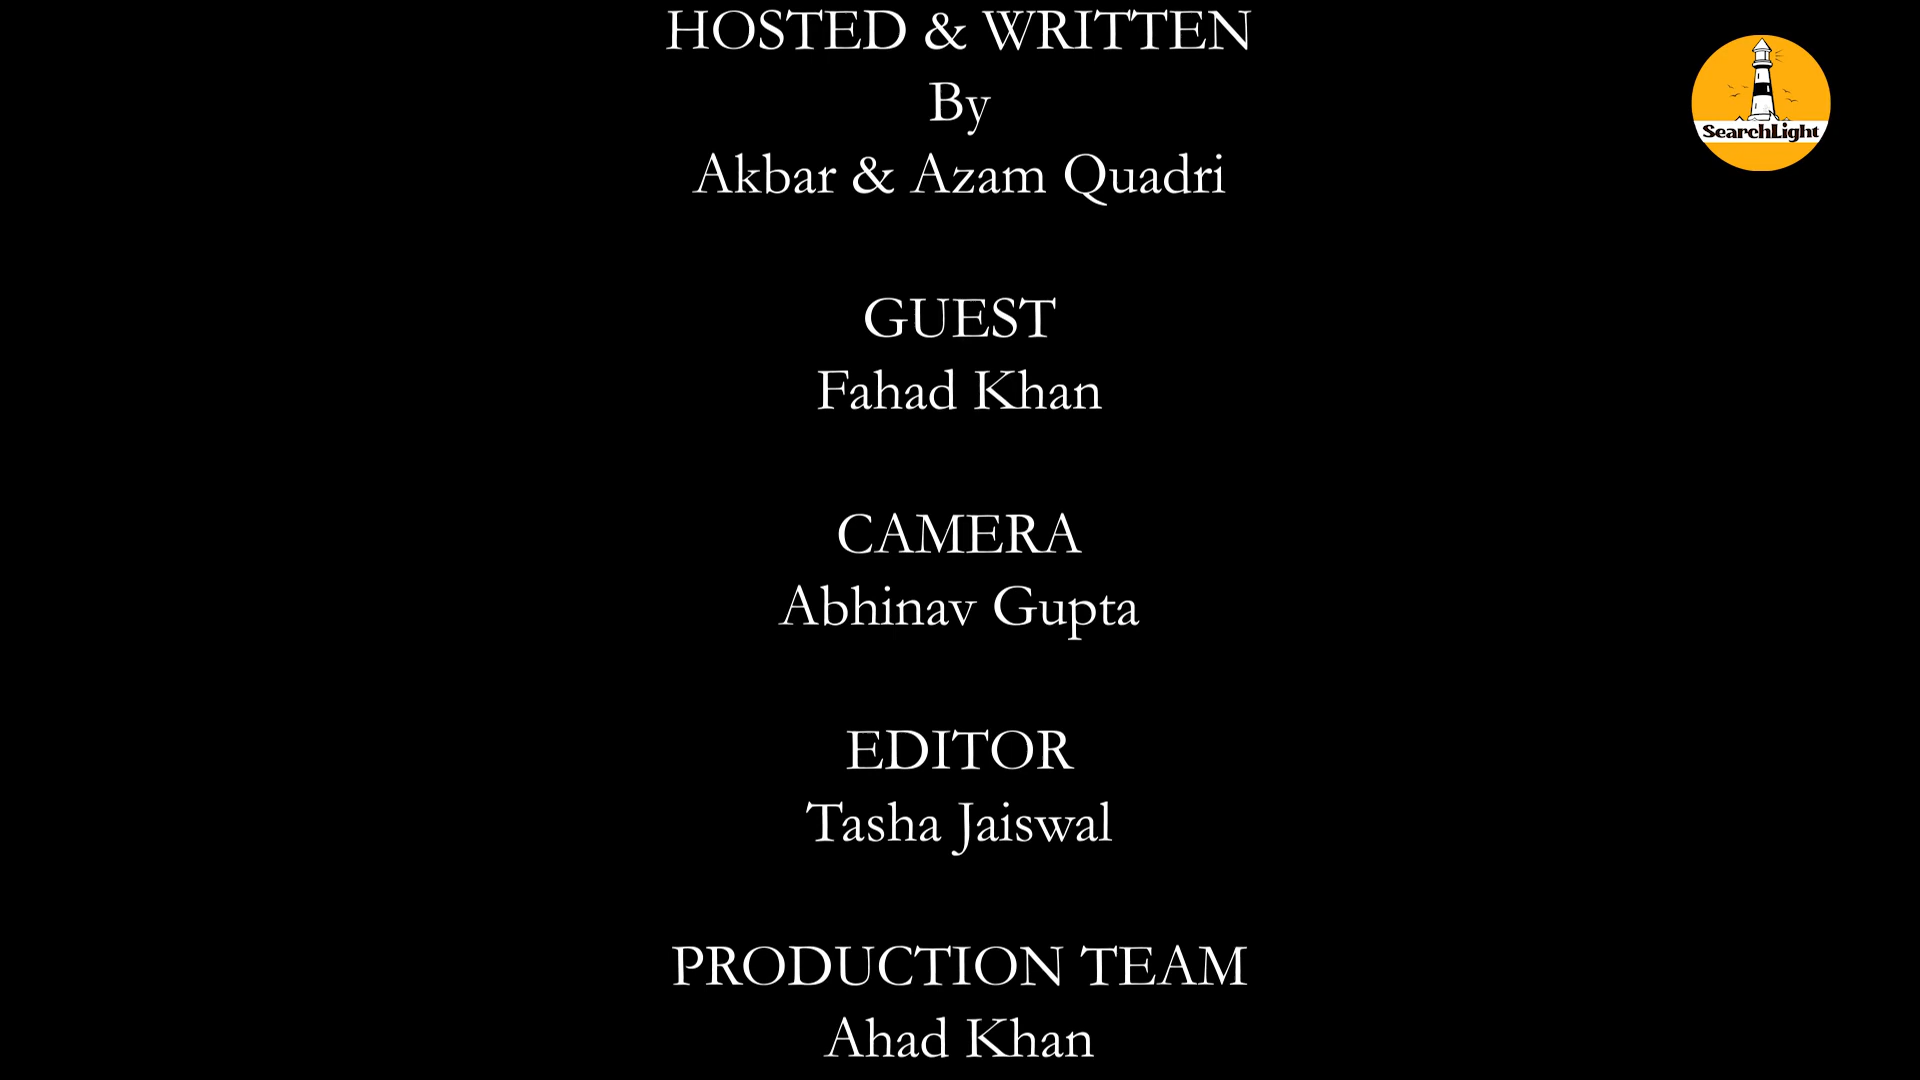 HOSTED & WRITTEN
By
Akbar & Azam Quadri
GUEST
Fahad Khan
CAMERA
Abhinav Gupta
EDITOR
Tasha Jaiswal
PRODUCTION TEAM
Ahad Khan
SearchLight